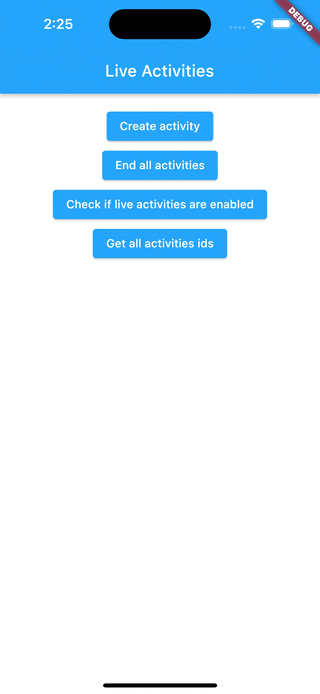 2:25
DEBUG
Live Activities
Create activity
End all activities
Check if live activities are enabled
Get all activities ids